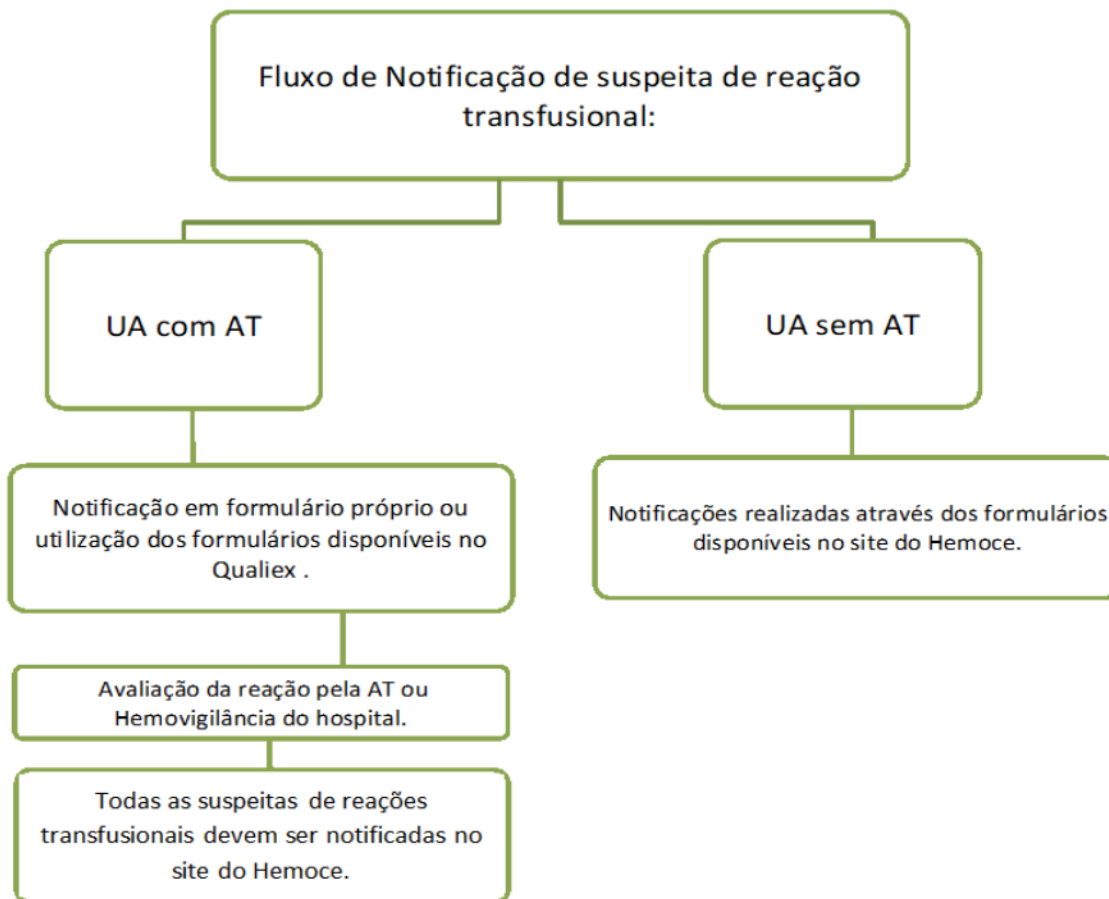 Fluxo de Notificação de suspeita de reação
transfusional:
UA com AT
UA sem AT
Notificação em formulário próprio ou
utilização dos formulários disponíveis no
Qualiex .
Notificações realizadas através dos formulários
disponíveis no site do Hemoce.
Avaliação da reação pela AT ou
Hemovigilância do hospital.
Todas as suspeitas de reações
transfusionais devem ser notificadas no
site do Hemoce.